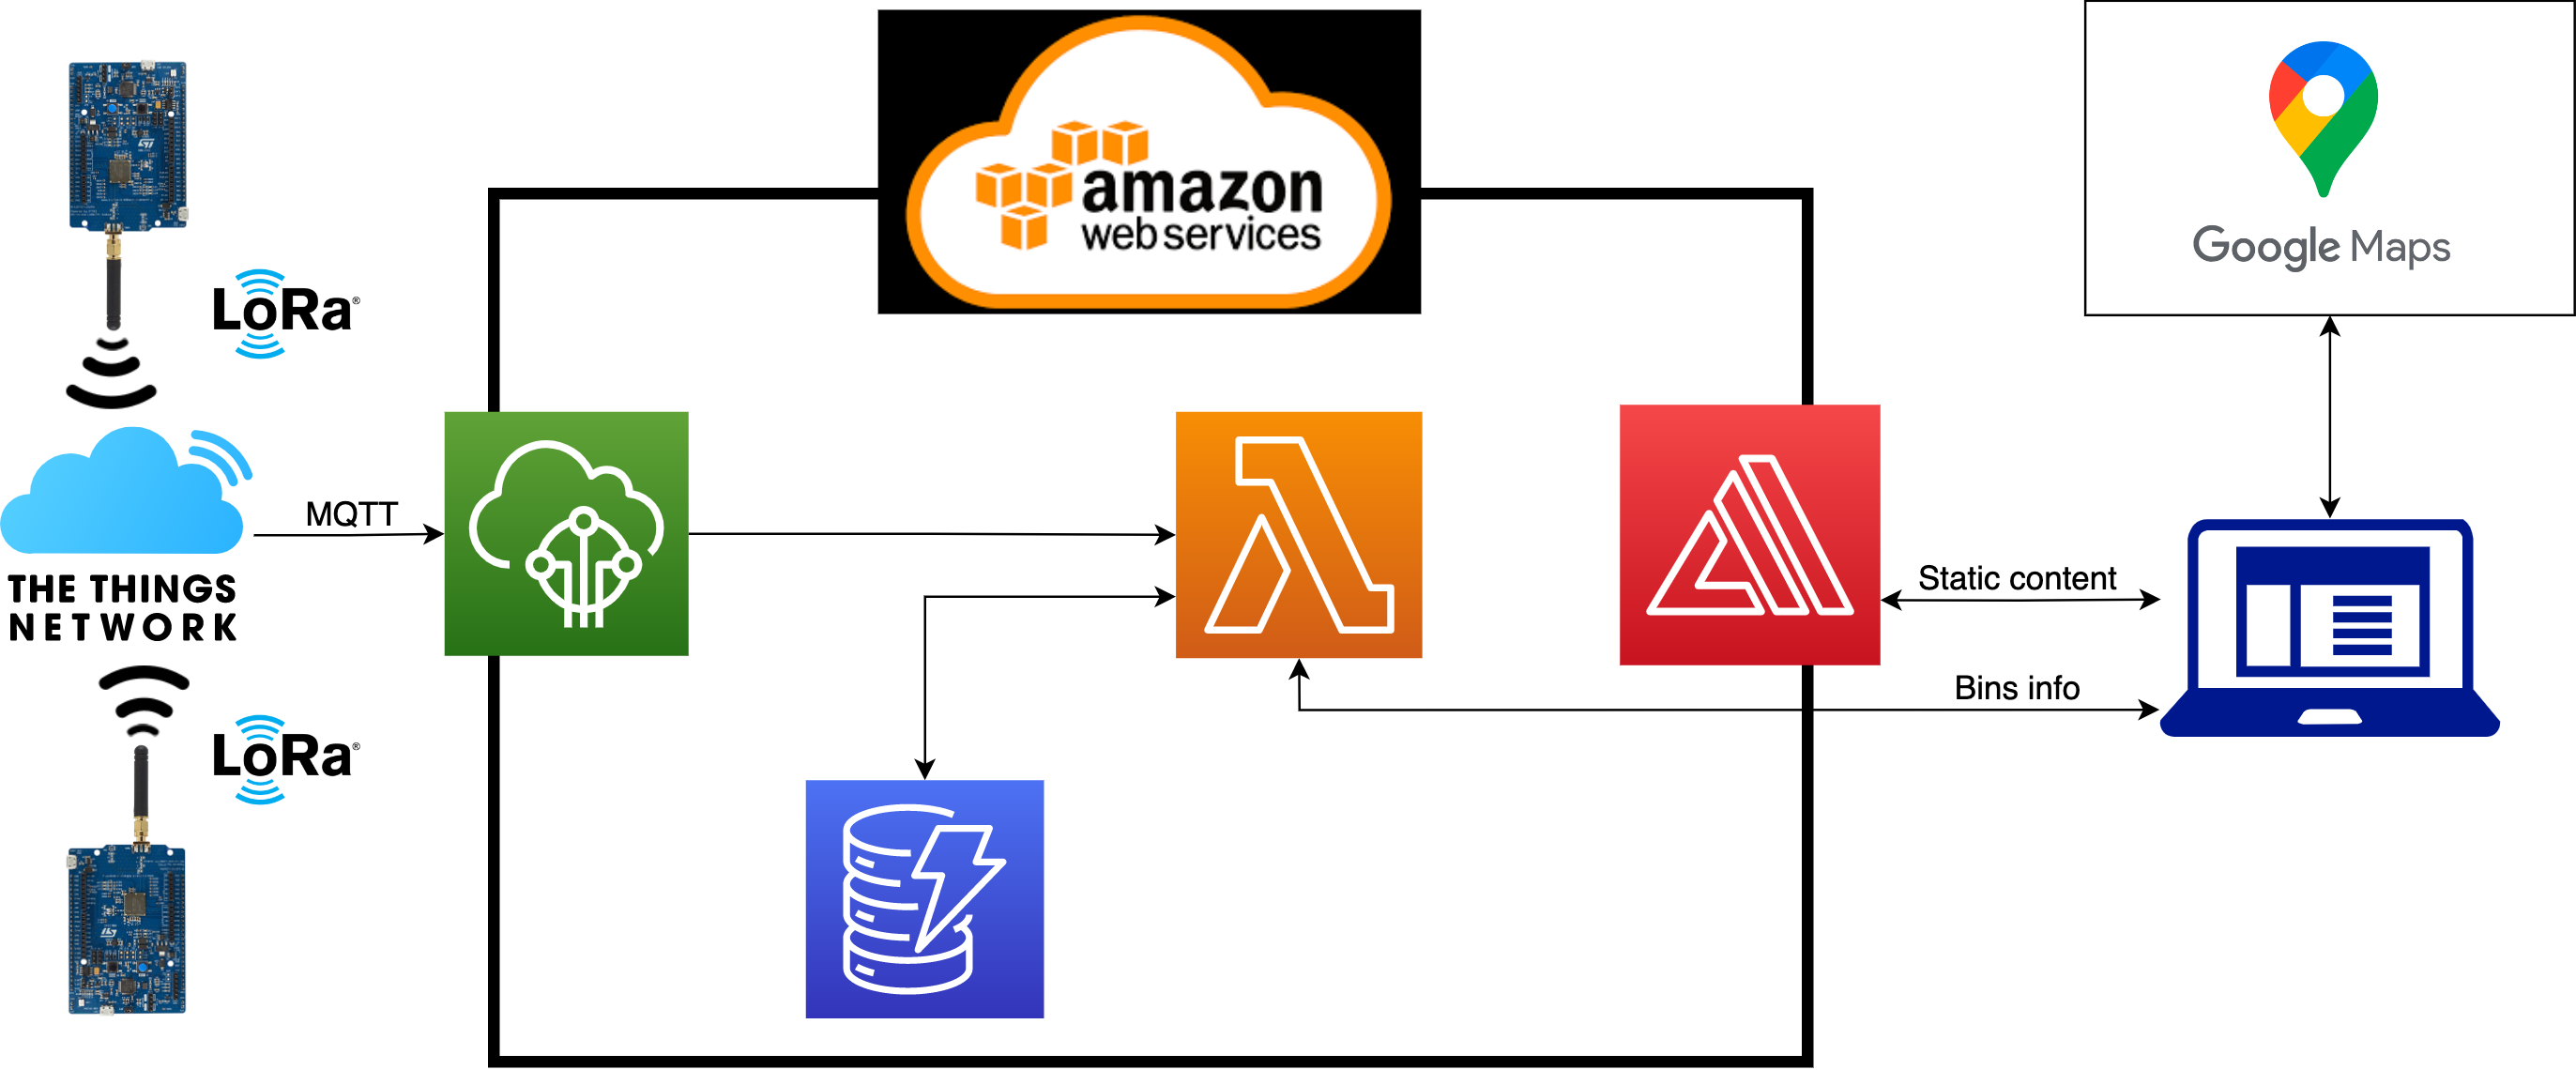 amazon
web services
Google Maps
LoRa®
MQTT
THE THINGS
NETWORK
Static content
Bins info
LoRa®